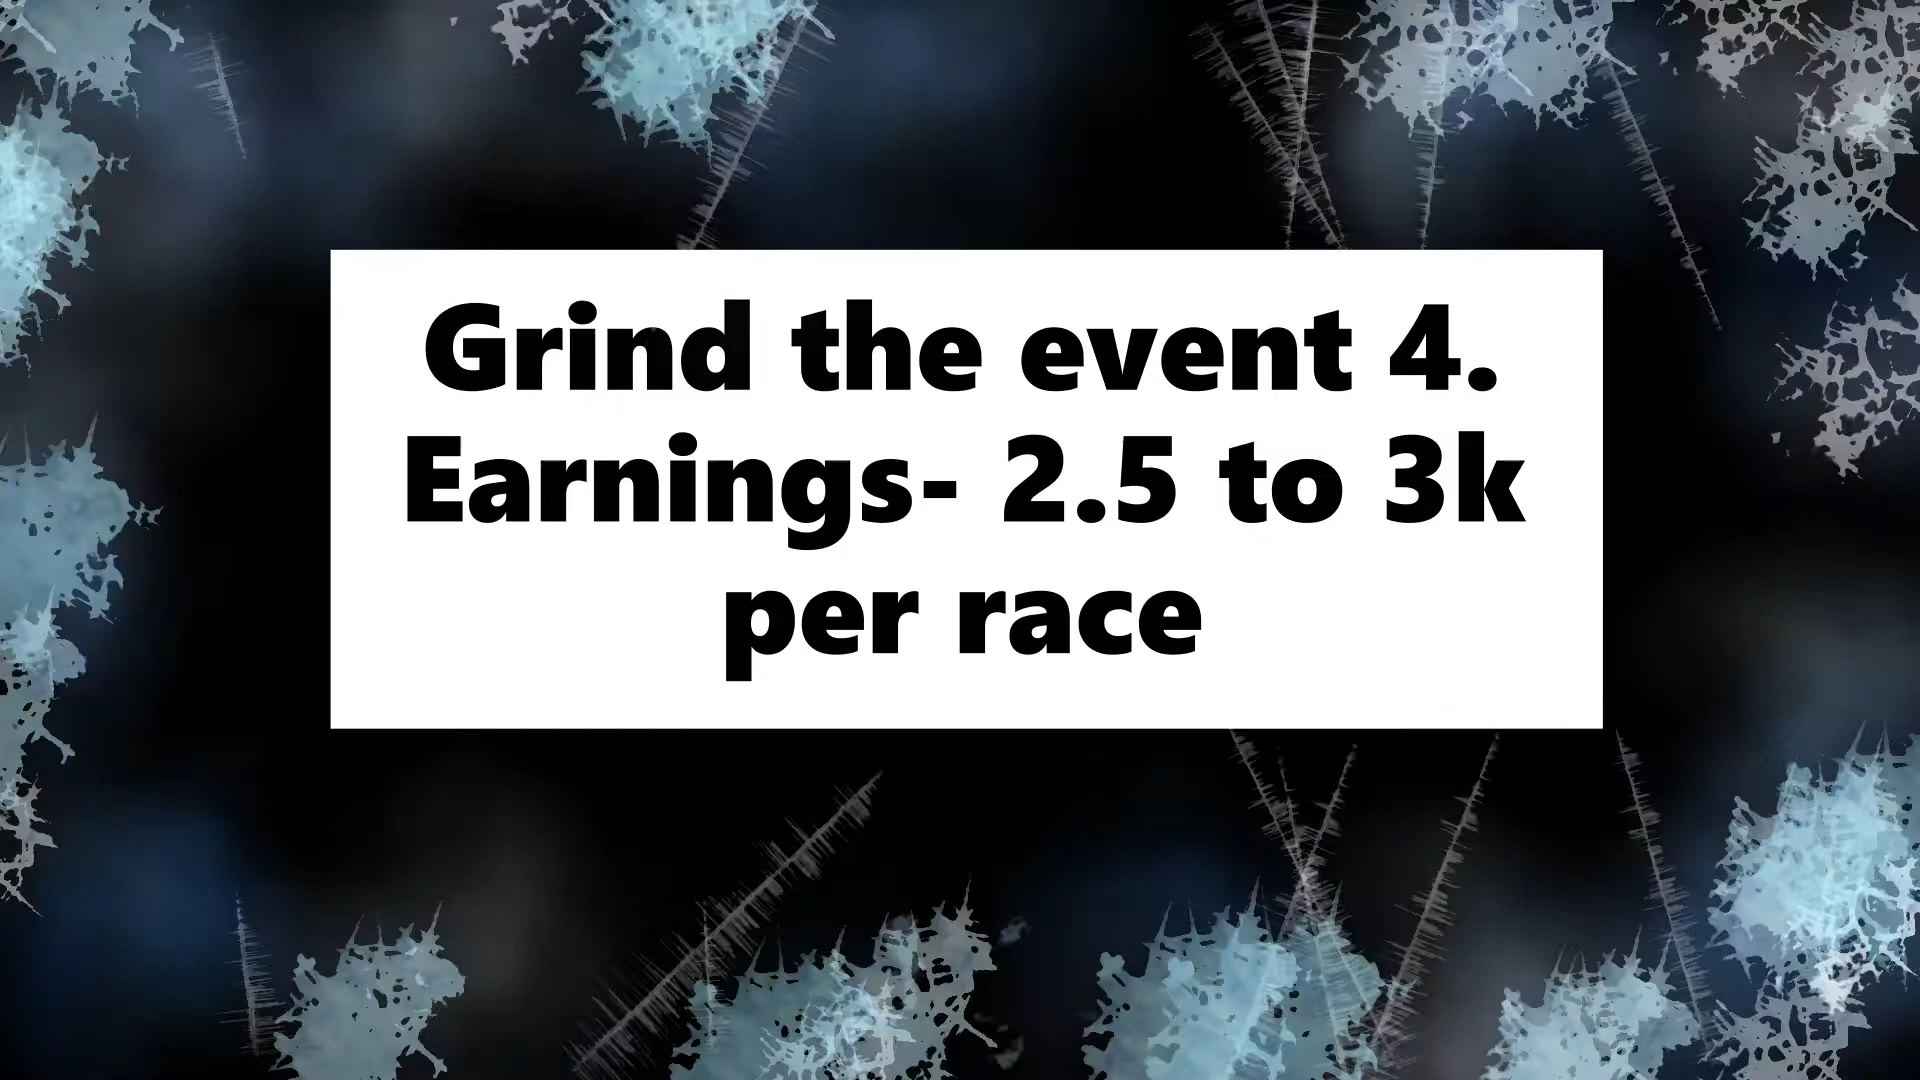 Grind the event 4.
Earnings- 2.5 to 3k
per race